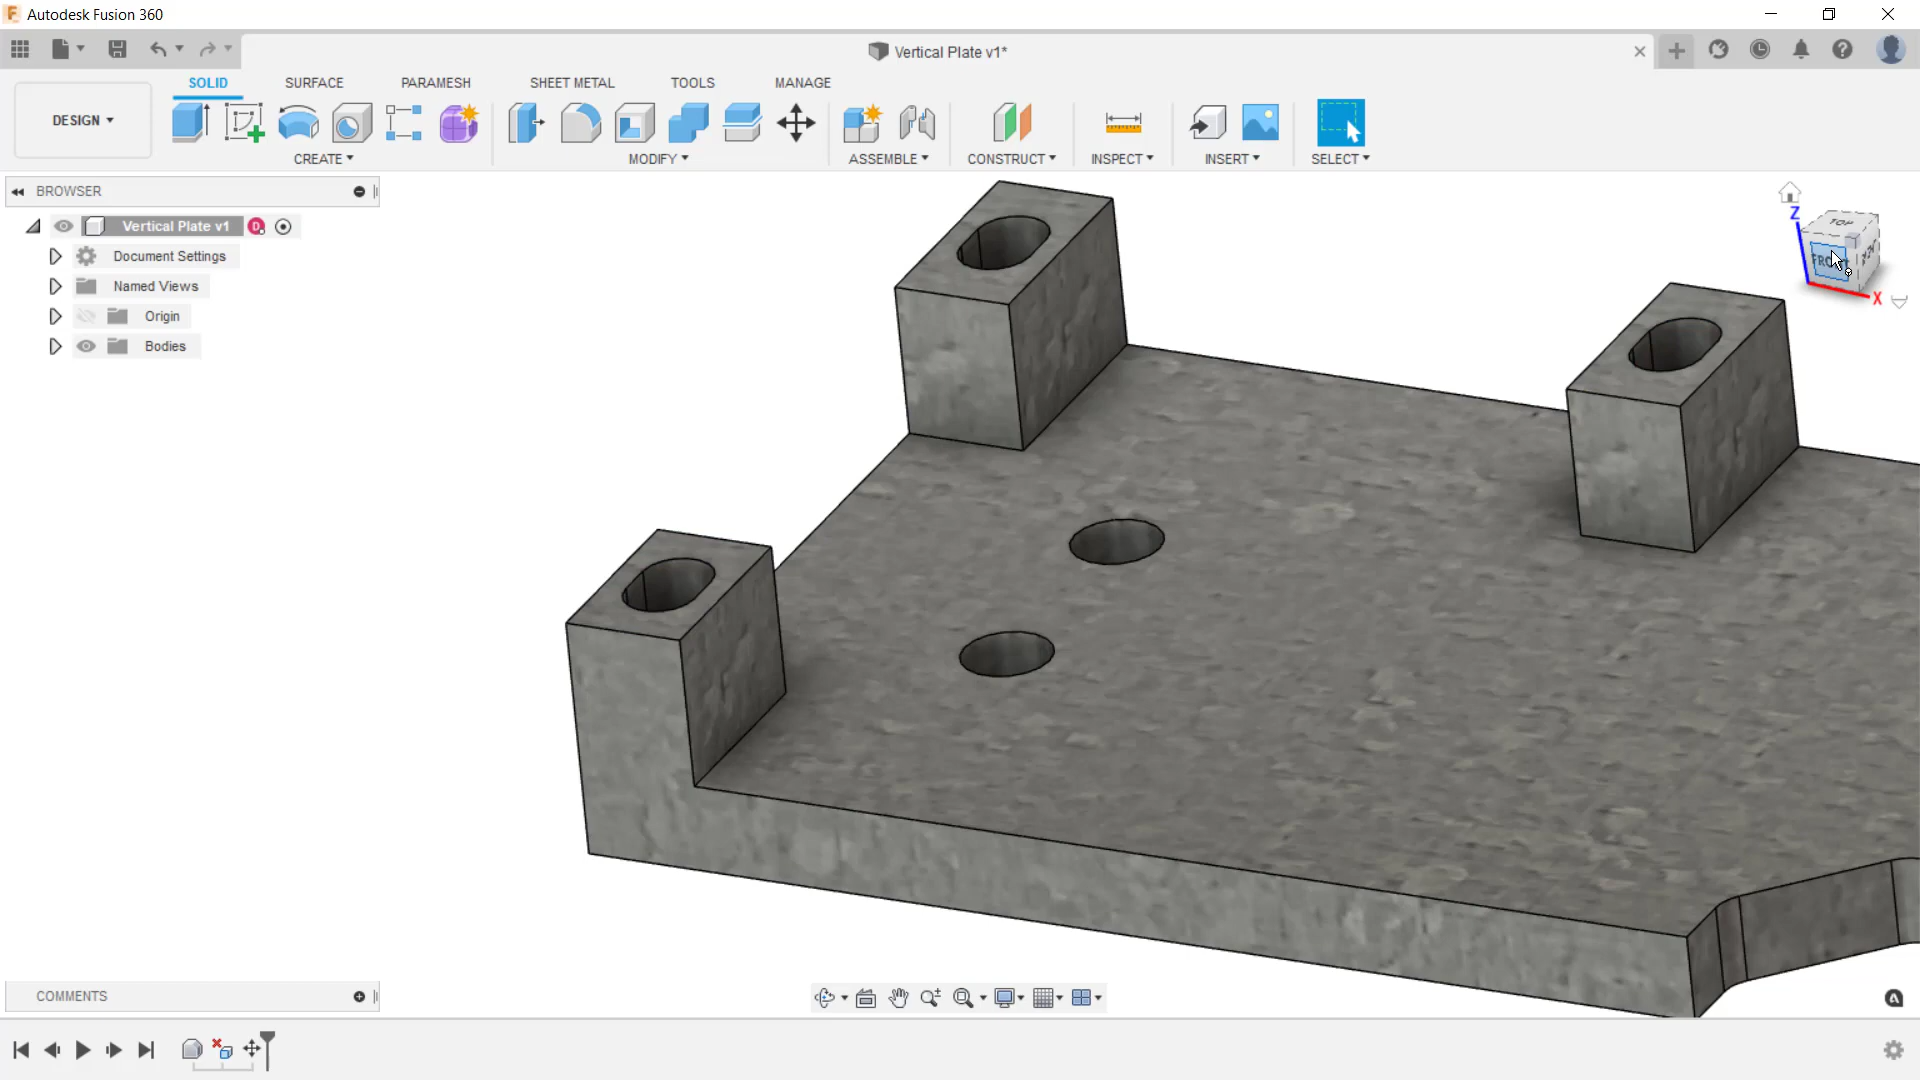 Autodesk Fusion 360
Vertical Plate v1*
SOLID SURFACE PARAMESH SHEET METAL TOOLS MANAGE
DESIGN
CREATE MODIFY ASSEMBLE CONSTRUCT INSPECT INSERT SELECT
BROWSER
Vertical Plate v1
Document Settings
Named Views
Origin
Bodies
Z
TOP
X
COMMENTS